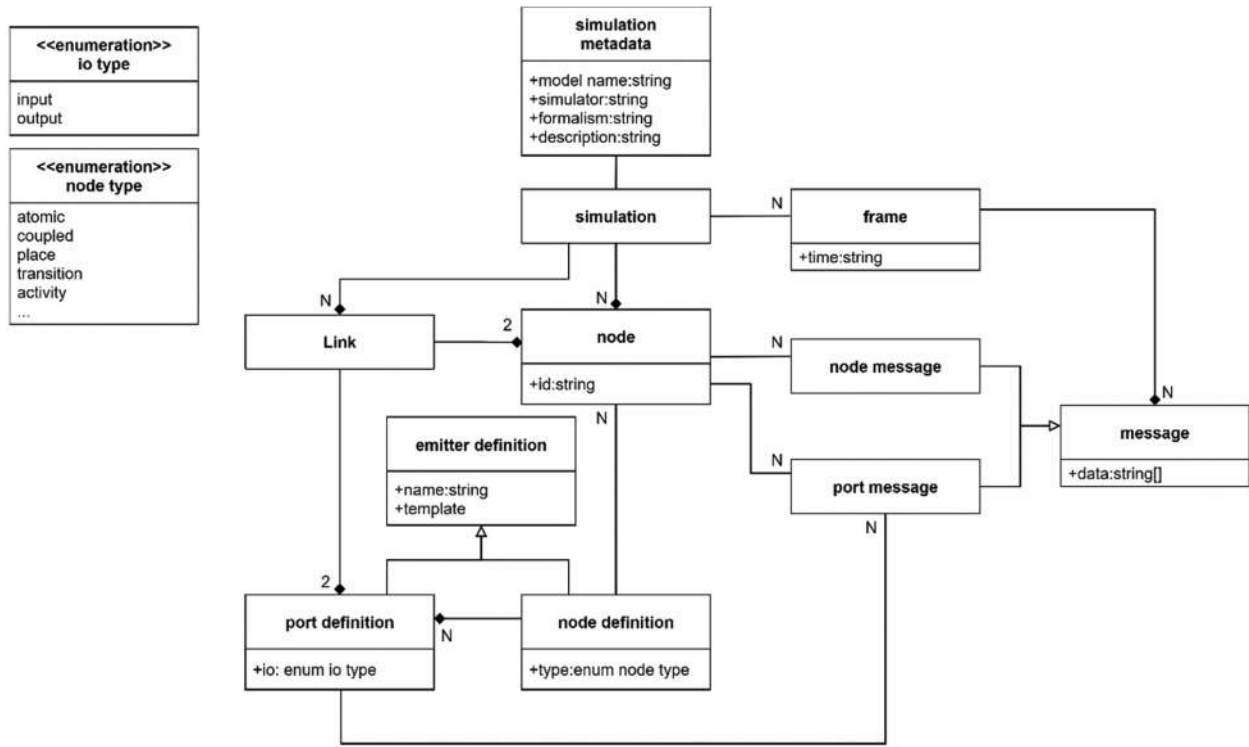 <<enumeration>>
io type
input
output
<<enumeration>>
node type
atomic
coupled
place
transition
activity
...
simulation
metadata
+model name:string
+simulator:string
+formalism:string
+description:string
simulation
N
frame
+time:string
N
N
Link
2
node
+id:string
N
N
node message
N
message
+data:string[]
N
port message
N
emitter definition
+name:string
+template
2
port definition
+io: enum io type
N
node definition
+type:enum node type